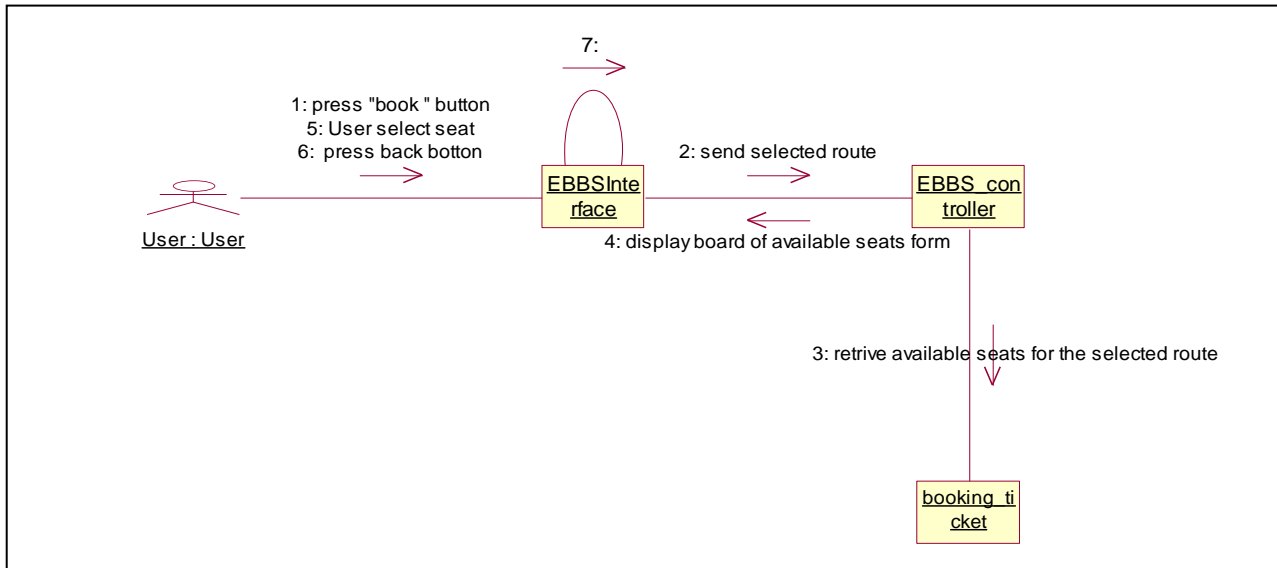 7:
1: press "book " button
5: User select seat
6:  press back botton
2: send selected route
EBBSInte
rface
EBBS_con
troller
User : User
4: display board of available seats form
3: retrive available seats for the selected route
booking_ti
cket